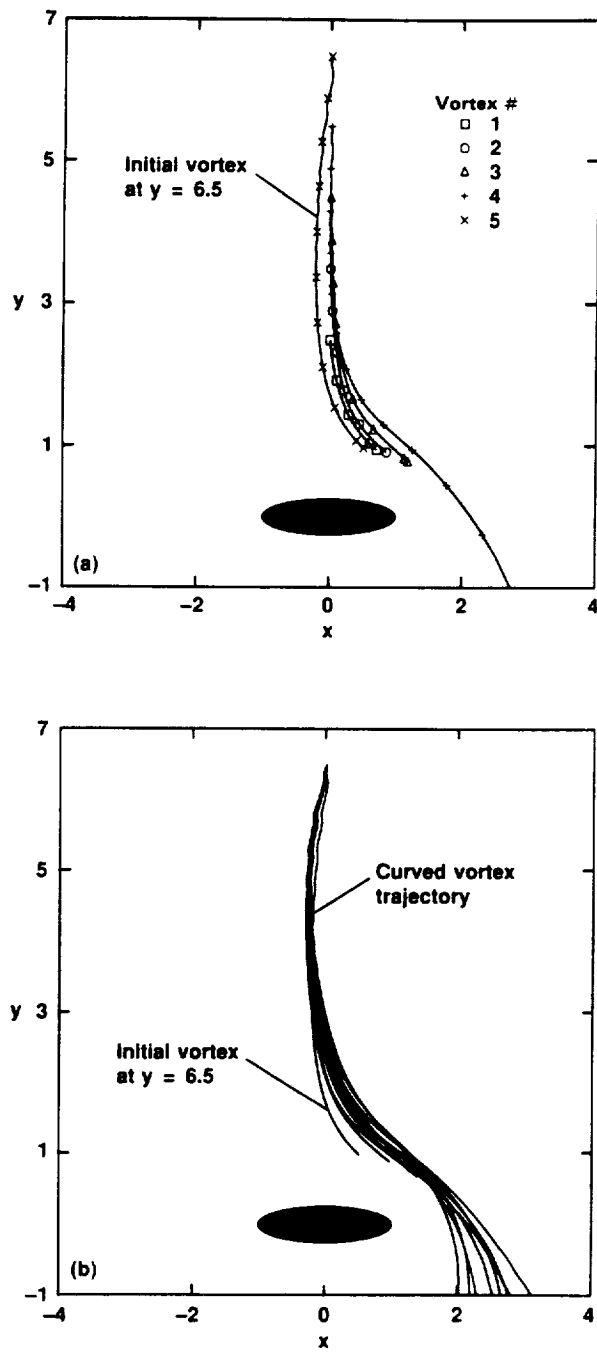 7
5
3
1
−1
y
−4
−2
0
2
4
x
Vortex #
1
2
3
4
5
Initial vortex
at y = 6.5
(a)
7
5
3
1
−1
y
−4
−2
0
2
4
x
Curved vortex
trajectory
Initial vortex
at y = 6.5
(b)